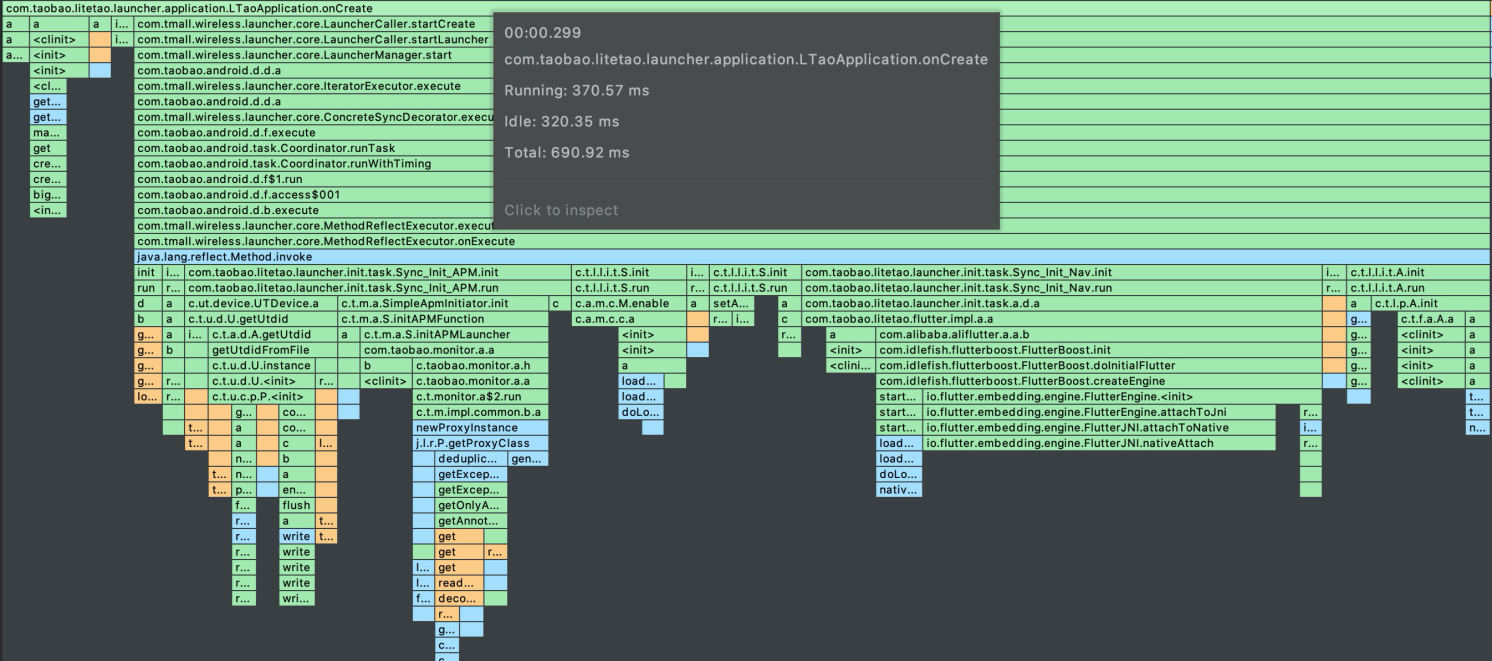 com.taobao.litetao.launcher.application.LTaoApplication.onCreate
a a a i... com.tmall.wireless.launcher.core.LauncherCaller.startCreate
a <clinit> i... com.tmall.wireless.launcher.core.LauncherCaller.startLauncher
a... <init> com.tmall.wireless.launcher.core.LauncherManager.start
<init> com.taobao.android.d.d.a
<cl... com.tmall.wireless.launcher.core.IteratorExecutor.execute
get... com.taobao.android.d.d.a
get... com.tmall.wireless.launcher.core.ConcreteSyncDecorator.execu
ma... com.taobao.android.d.f.execute
get com.taobao.android.task.Coordinator.runTask
cre... com.taobao.android.task.Coordinator.runWithTiming
cre... com.taobao.android.d.f$1.run
big... com.taobao.android.d.f.access$001
<in... com.taobao.android.d.b.execute
com.tmall.wireless.launcher.core.MethodReflectExecutor.execut
com.tmall.wireless.launcher.core.MethodReflectExecutor.onExecute
00:00.299
com.taobao.litetao.launcher.application.LTaoApplication.onCreate
Running: 370.57 ms
Idle: 320.35 ms
Total: 690.92 ms
Click to inspect
java.lang.reflect.Method.invoke
init i... com.taobao.litetao.launcher.init.task.Sync_Init_APM.init c.t.l.l.i.t.S.init i... c.t.l.l.i.t.S.init com.taobao.litetao.launcher.init.task.Sync_Init_Nav.init i... c.t.l.l.i.t.A.init
run r... com.taobao.litetao.launcher.init.task.Sync_Init_APM.run c.t.l.l.i.t.S.run r... c.t.l.l.i.t.S.run com.taobao.litetao.launcher.init.task.Sync_Init_Nav.run r... c.t.l.l.i.t.A.run
d a c.ut.device.UTDevice.a c.t.m.a.SimpleApmInitiator.init c c.a.m.c.M.enable a setA... a com.taobao.litetao.launcher.init.task.a.d.a a c.t.l.p.A.init
b a c.t.u.d.U.getUtdid c.t.m.a.S.initAPMFunction c.a.m.c.c.a r... i... c com.taobao.litetao.flutter.impl.a.a g... c.t.f.a.A.a a
g... a i... c.t.a.d.A.getUtdid a c.t.m.a.S.initAPMLauncher <init> r... a com.alibaba.aliflutter.a.a.b g... <clinit> a
g... b getUtdidFromFile com.taobao.monitor.a.a <init> <init> com.idlefish.flutterboost.FlutterBoost.init g... <init> a
g... c.t.u.d.U.instance b c.taobao.monitor.a.h a <clini... com.idlefish.flutterboost.FlutterBoost.doInitialFlutter g... <init> a
g... r... c.t.u.d.U.<init> r... <clinit> c.taobao.monitor.a.a load... com.idlefish.flutterboost.FlutterBoost.createEngine g... <clinit> a
lo... r... c.t.u.c.p.P.<init> c.t.monitor.a$2.run load... start... io.flutter.embedding.engine.FlutterEngine.<init> t...
g... co... c.t.m.impl.common.b.a doLo... start... io.flutter.embedding.engine.FlutterEngine.attachToJni r... t...
t... a co... newProxyInstance start... io.flutter.embedding.engine.FlutterJNI.attachToNative i... n...
t... a c l... j.l.r.P.getProxyClass load... io.flutter.embedding.engine.FlutterJNI.nativeAttach r...
n... b deduplic... gen... load...
t... n... a getExcep... doLo...
t... p... en... getExcep... nativ...
f... flush getOnlyA...
r... a t... getAnnot...
r... write t... get
r... write get r...
r... write l... get
r... write l... read...
r... wri... f... deco...
r...
g...
c...
c...